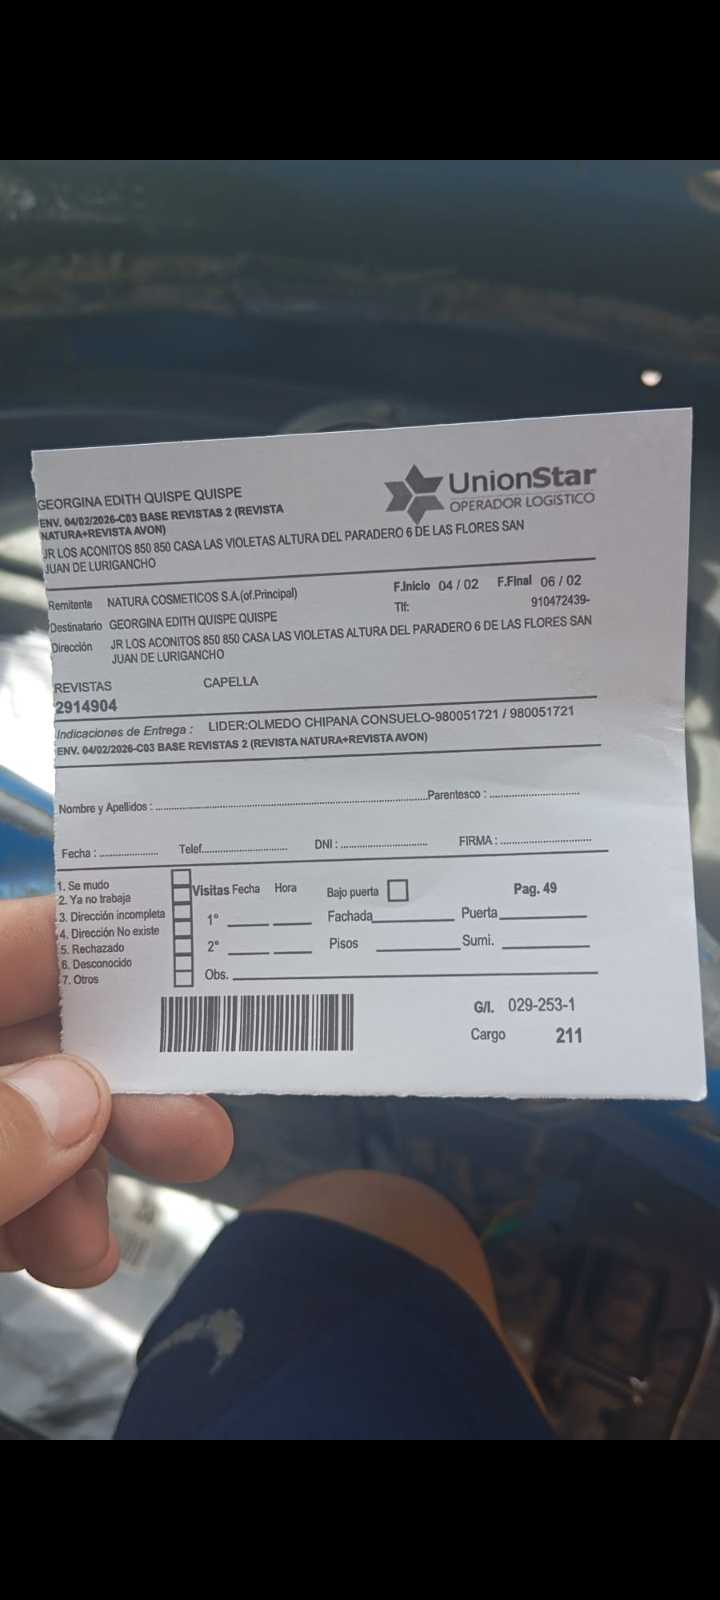 UnionStar
OPERADOR LOGÍSTICO
GEORGINA EDITH QUISPE QUISPE
ENV. 04/02/2026-C03 BASE REVISTAS 2 (REVISTA
NATURA+REVISTA AVON)
JR LOS ACONITOS 850 850 CASA LAS VIOLETAS ALTURA DEL PARADERO 6 DE LAS FLORES SAN
JUAN DE LURIGANCHO
Remitente NATURA COSMETICOS S.A.(of.Principal) F.Inicio 04 / 02 F.Final 06 / 02
Destinatario GEORGINA EDITH QUISPE QUISPE Tlf: 910472439-
Dirección JR LOS ACONITOS 850 850 CASA LAS VIOLETAS ALTURA DEL PARADERO 6 DE LAS FLORES SAN
JUAN DE LURIGANCHO
REVISTAS CAPELLA
2914904
Indicaciones de Entrega : LIDER:OLMEDO CHIPANA CONSUELO-980051721 / 980051721
ENV. 04/02/2026-C03 BASE REVISTAS 2 (REVISTA NATURA+REVISTA AVON)
Nombre y Apellidos : Parentesco :
Fecha : Telef. DNI : FIRMA :
1. Se mudo
2. Ya no trabaja
3. Dirección incompleta
4. Dirección No existe
5. Rechazado
6. Desconocido
7. Otros
Visitas Fecha Hora Bajo puerta Pag. 49
1° Fachada Puerta
2° Pisos Sumi.
Obs.
G/I. 029-253-1
Cargo 211